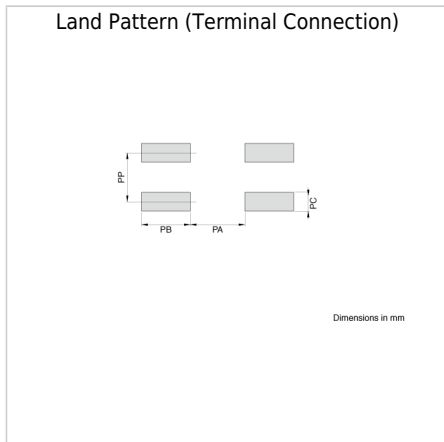 Land Pattern (Terminal Connection)
PP
PC
PB
PA
Dimensions in mm